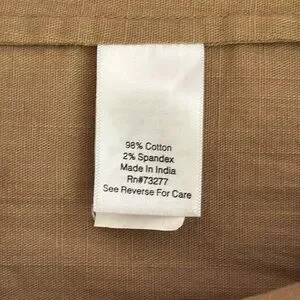 98% Cotton
2% Spandex
Made In India
Rn#73277
See Reverse For Care